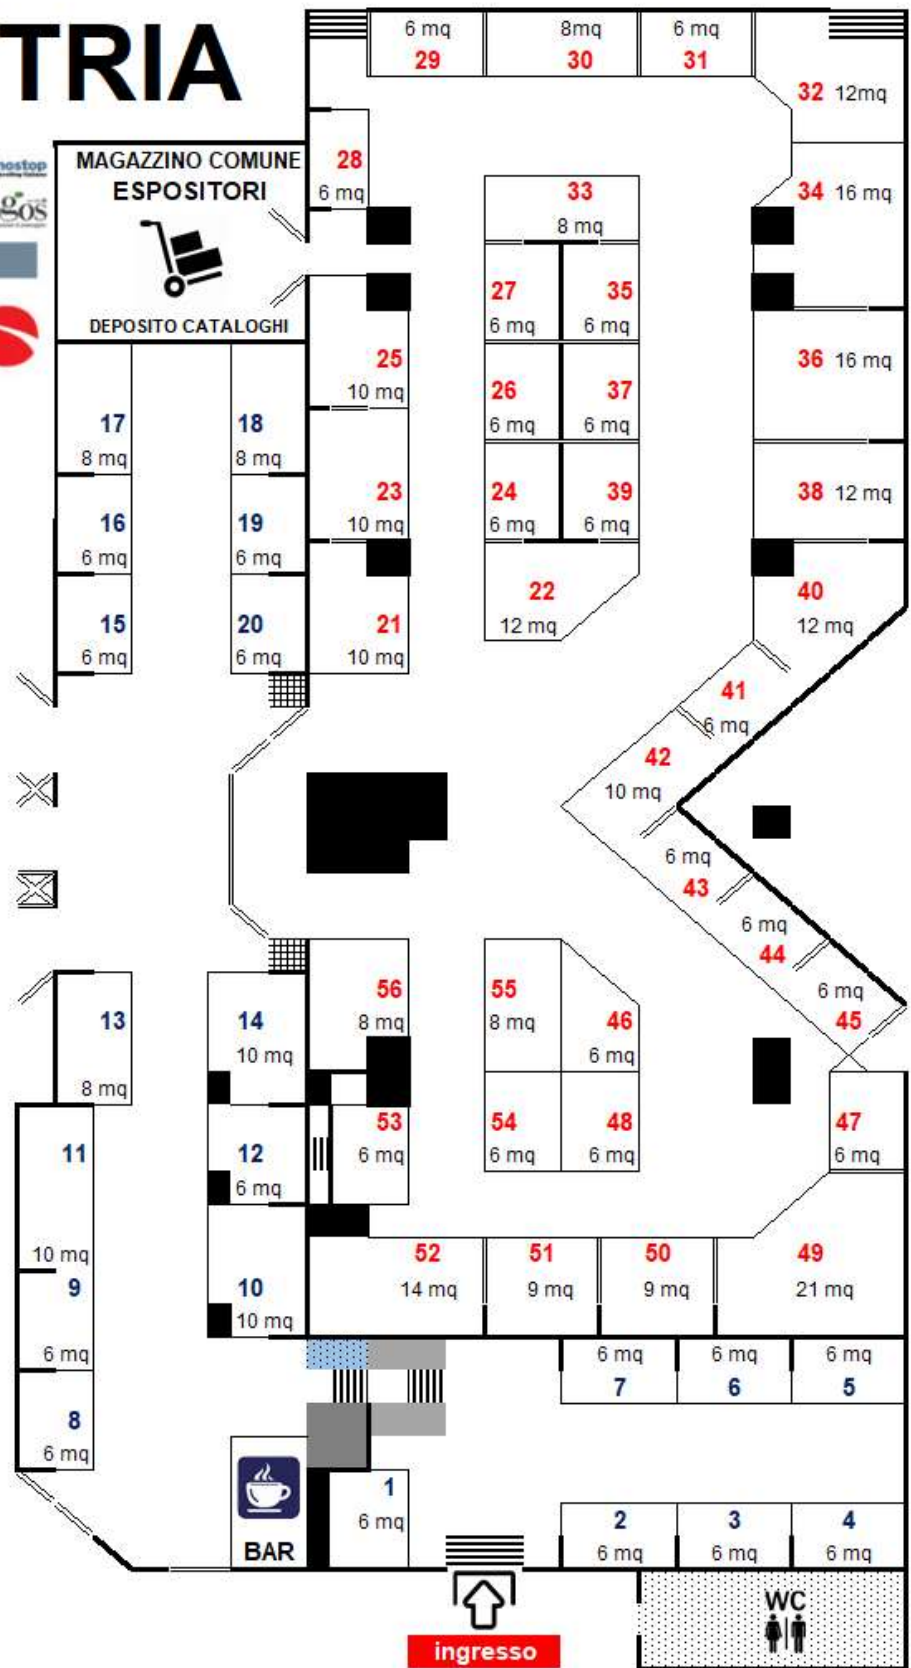 TRIA
6 mq
29
8mq
30
6 mq
31
32 12mq
MAGAZZINO COMUNE
ESPOSITORI
DEPOSITO CATALOGHI
28
6 mq
33
8 mq
34 16 mq
27
6 mq
35
6 mq
25
10 mq
26
6 mq
37
6 mq
36 16 mq
17
8 mq
18
8 mq
23
10 mq
24
6 mq
39
6 mq
38 12 mq
16
6 mq
19
6 mq
15
6 mq
20
6 mq
21
10 mq
22
12 mq
40
12 mq
41
6 mq
42
10 mq
6 mq
43
6 mq
44
6 mq
45
13
8 mq
14
10 mq
56
8 mq
55
8 mq
46
6 mq
11
10 mq
12
6 mq
53
6 mq
54
6 mq
48
6 mq
47
6 mq
9
6 mq
10
10 mq
52
14 mq
51
9 mq
50
9 mq
49
21 mq
8
6 mq
6 mq
7
6 mq
6
6 mq
5
BAR
1
6 mq
2
6 mq
3
6 mq
4
6 mq
WC
ingresso